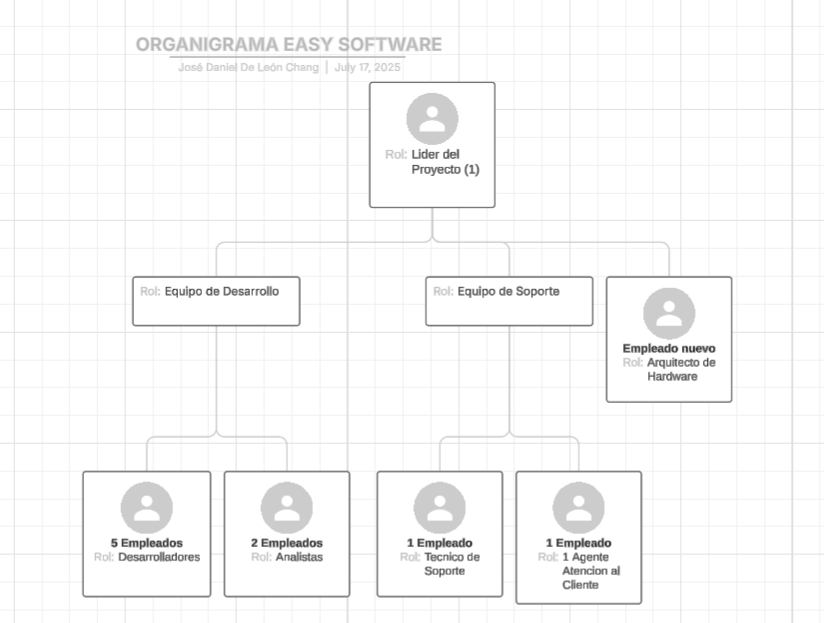 ORGANIGRAMA EASY SOFTWARE
José Daniel De León Chang | July 17, 2025
Rol: Lider del
Proyecto (1)
Rol: Equipo de Desarrollo
Rol: Equipo de Soporte
Empleado nuevo
Rol: Arquitecto de
Hardware
5 Empleados
Rol: Desarrolladores
2 Empleados
Rol: Analistas
1 Empleado
Rol: Tecnico de
Soporte
1 Empleado
Rol: 1 Agente
Atencion al
Cliente